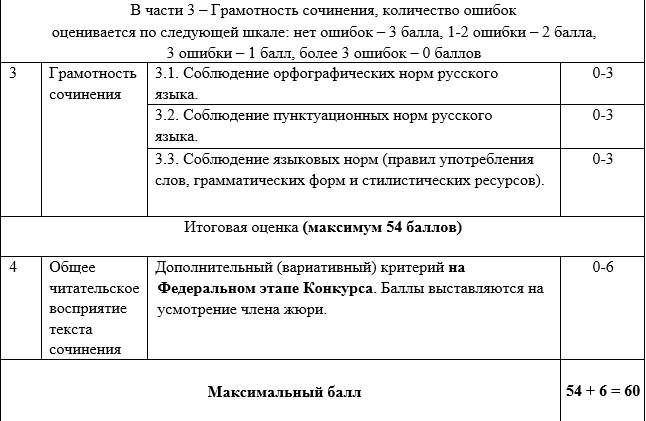 В части 3 – Грамотность сочинения, количество ошибок
оценивается по следующей шкале: нет ошибок – 3 балла, 1-2 ошибки – 2 балла,
3 ошибки – 1 балл, более 3 ошибок – 0 баллов
3 Грамотность сочинения
3.1. Соблюдение орфографических норм русского
языка.
0-3
3.2. Соблюдение пунктуационных норм русского
языка.
0-3
3.3. Соблюдение языковых норм (правил употребления
слов, грамматических форм и стилистических ресурсов).
0-3
Итоговая оценка (максимум 54 баллов)
4
Общее
читательское
восприятие
текста
сочинения
Дополнительный (вариативный) критерий на
Федеральном этапе Конкурса. Баллы выставляются на
усмотрение члена жюри.
0-6
Максимальный балл
54 + 6 = 60